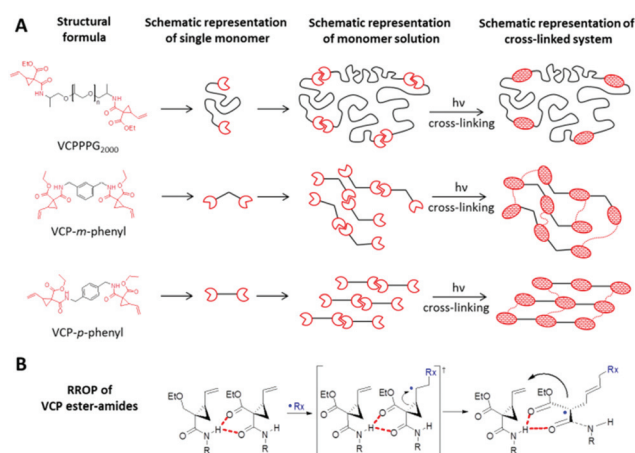 A
Structural
formula
Schematic representation
of single monomer
Schematic representation
of monomer solution
Schematic representation of
cross-linked system
VCPPPG2000
hν
cross-linking
VCP-m-phenyl
hν
cross-linking
VCP-p-phenyl
hν
cross-linking
B
RROP of
VCP ester-amides
EtO
EtO
O
O
N
H
R
•Rx
EtO
O
O
N
H
R
Rx
‡
EtO
EtO
O
O
N
H
R
Rx